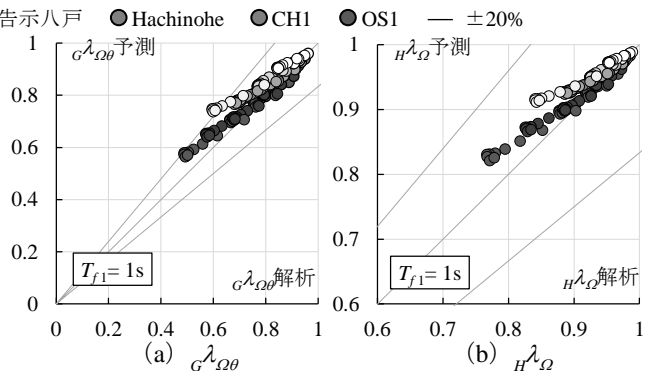 告示八戸 Hachinohe CH1 OS1 ±20%
GλΩθ予測 HλΩ予測
1 1
0.8 0.9
0.6 0.8
0.4
0.2 0.7
Tf1= 1s GλΩθ解析 Tf1= 1s HλΩ解析
0 0.6
0 0.2 0.4 0.6 0.8 1 0.6 0.7 0.8 0.9 1
(a) GλΩθ (b) HλΩ